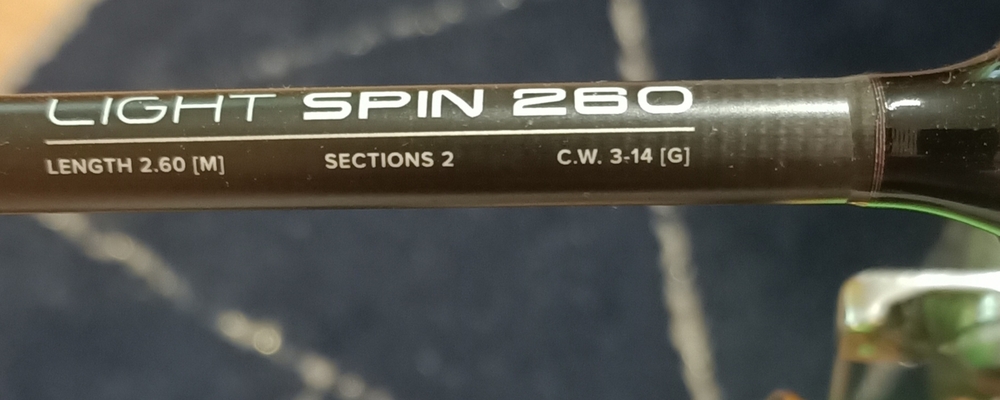 LIGHT SPIN 260
LENGTH 2.60 [M] SECTIONS 2 C.W. 3-14 [G]